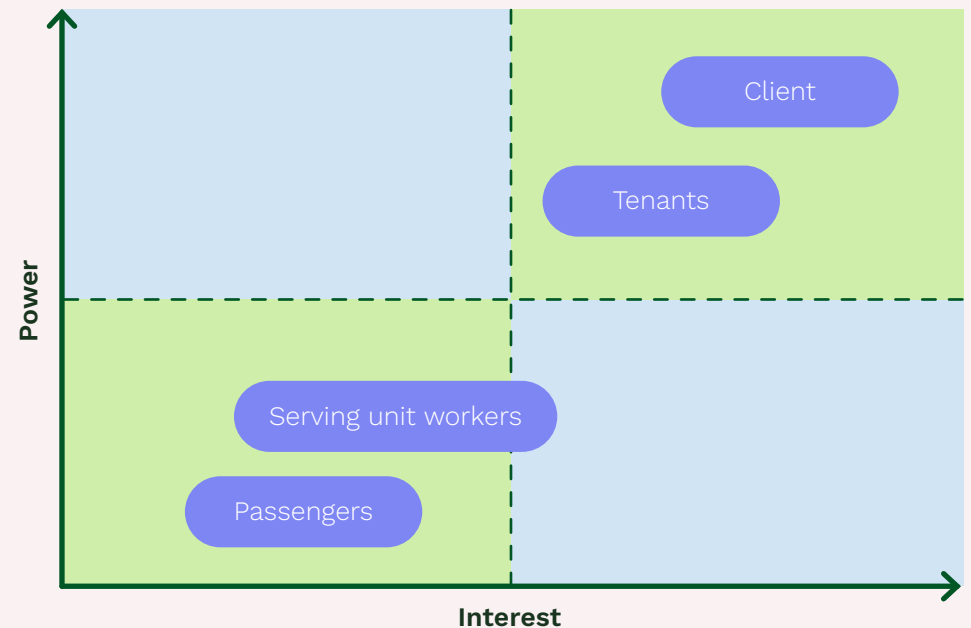 Client
Tenants
Power
Serving unit workers
Passengers
Interest